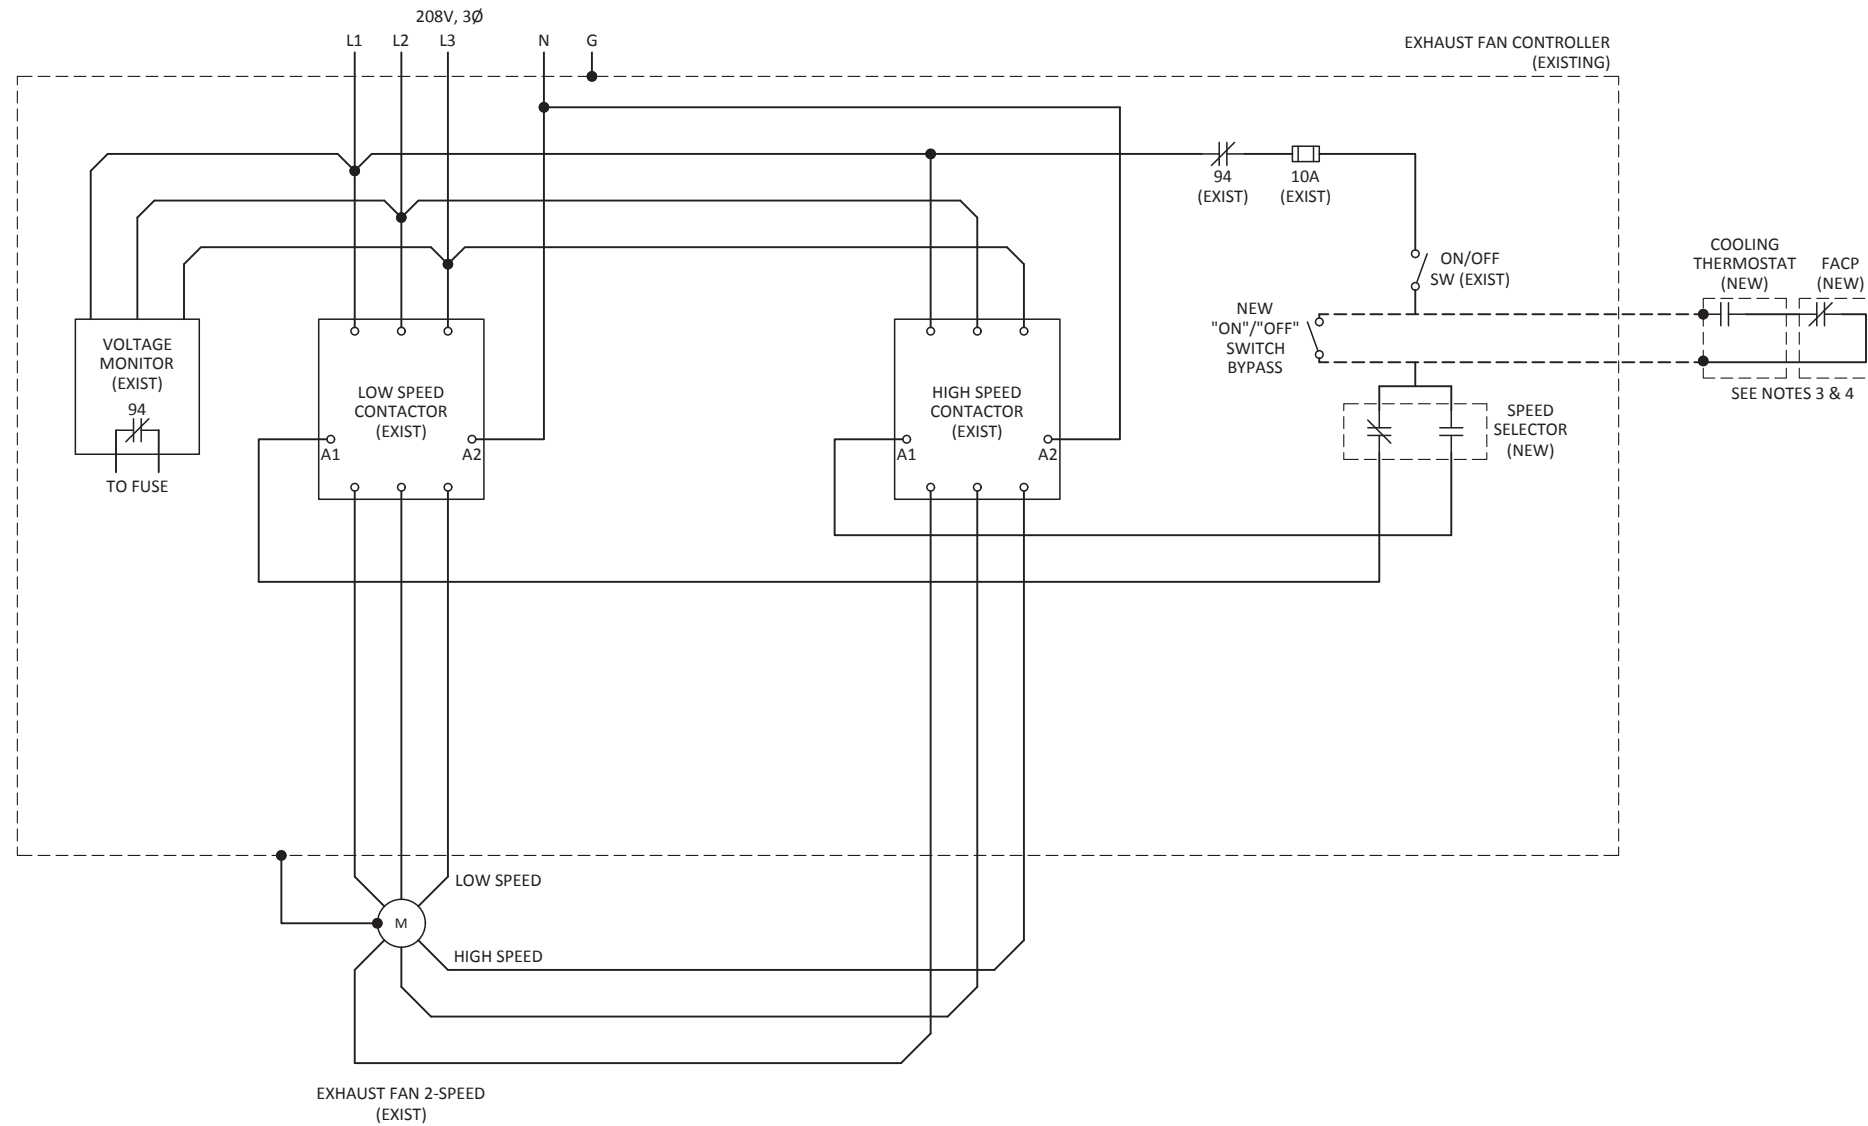 208V, 3Ø
L1 L2 L3 N G
EXHAUST FAN CONTROLLER
(EXISTING)
94
(EXIST)
10A
(EXIST)
ON/OFF
SW (EXIST)
COOLING
THERMOSTAT
(NEW)
FACP
(NEW)
NEW
"ON"/"OFF"
SWITCH
BYPASS
SEE NOTES 3 & 4
VOLTAGE
MONITOR
(EXIST)
94
TO FUSE
LOW SPEED
CONTACTOR
(EXIST)
A1 A2
HIGH SPEED
CONTACTOR
(EXIST)
A1 A2
SPEED
SELECTOR
(NEW)
LOW SPEED
M
HIGH SPEED
EXHAUST FAN 2-SPEED
(EXIST)